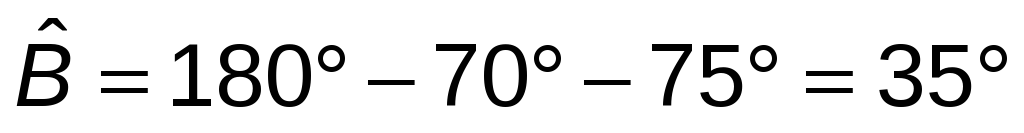 B̂ = 180° – 70° – 75° = 35°